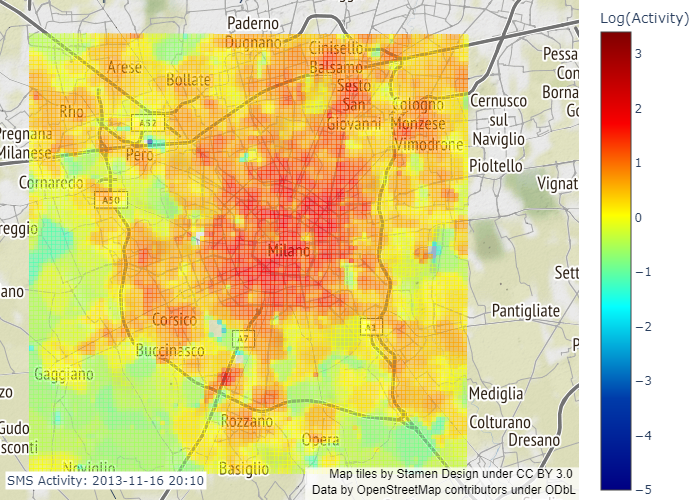 Paderno
Dugnano
Cinisello
Balsamo
Log(Activity)
Arese
Bollate
Sesto
San
Giovanni
Pessa
Con
Borna
Go
Rho
A52
Cologno
Monzese
Vimodrone
Cernusco
sul
Naviglio
Pregnana
Milanese
Pero
Pioltello
Cornaredo
A50
Vignat
reggio
Milano
Sett
ano
Corsico
A7
A1
Pantigliate
P
Buccinasco
Gaggiano
Mediglia
zo
Rozzano
Opera
Colturano
Dresano
Gudo
sconti
Noviglio
Basiglio
SMS Activity: 2013-11-16 20:10
Map tiles by Stamen Design under CC BY 3.0
Data by OpenStreetMap contributors under ODbL
3
2
1
0
−1
−2
−3
−4
−5